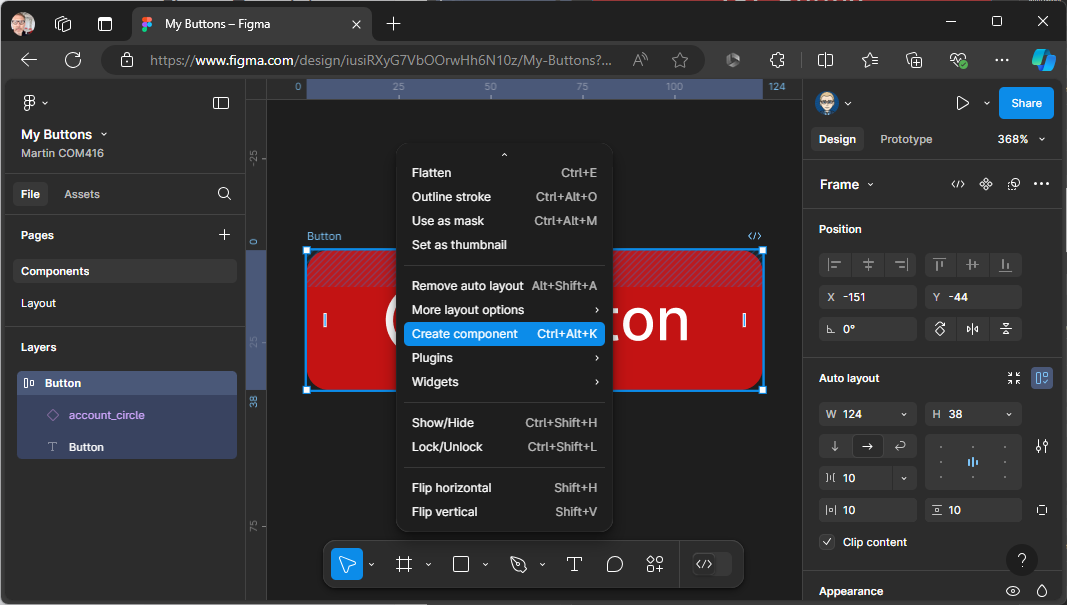 My Buttons – Figma
https://www.figma.com/design/iusiRXyG7VbOOrwHh6N10z/My-Buttons?...
My Buttons
Martin COM416
File
Assets
Pages
Components
Layout
Layers
Button
account_circle
Button
0
25
50
75
100
124
-25
0
25
38
75
Button
ton
Flatten Ctrl+E
Outline stroke Ctrl+Alt+O
Use as mask Ctrl+Alt+M
Set as thumbnail
Remove auto layout Alt+Shift+A
More layout options
Create component Ctrl+Alt+K
Plugins
Widgets
Show/Hide Ctrl+Shift+H
Lock/Unlock Ctrl+Shift+L
Flip horizontal Shift+H
Flip vertical Shift+V
Share
Design
Prototype
368%
Frame
Position
X -151
Y -44
0°
Auto layout
W 124
H 38
10
10
10
Clip content
Appearance
?